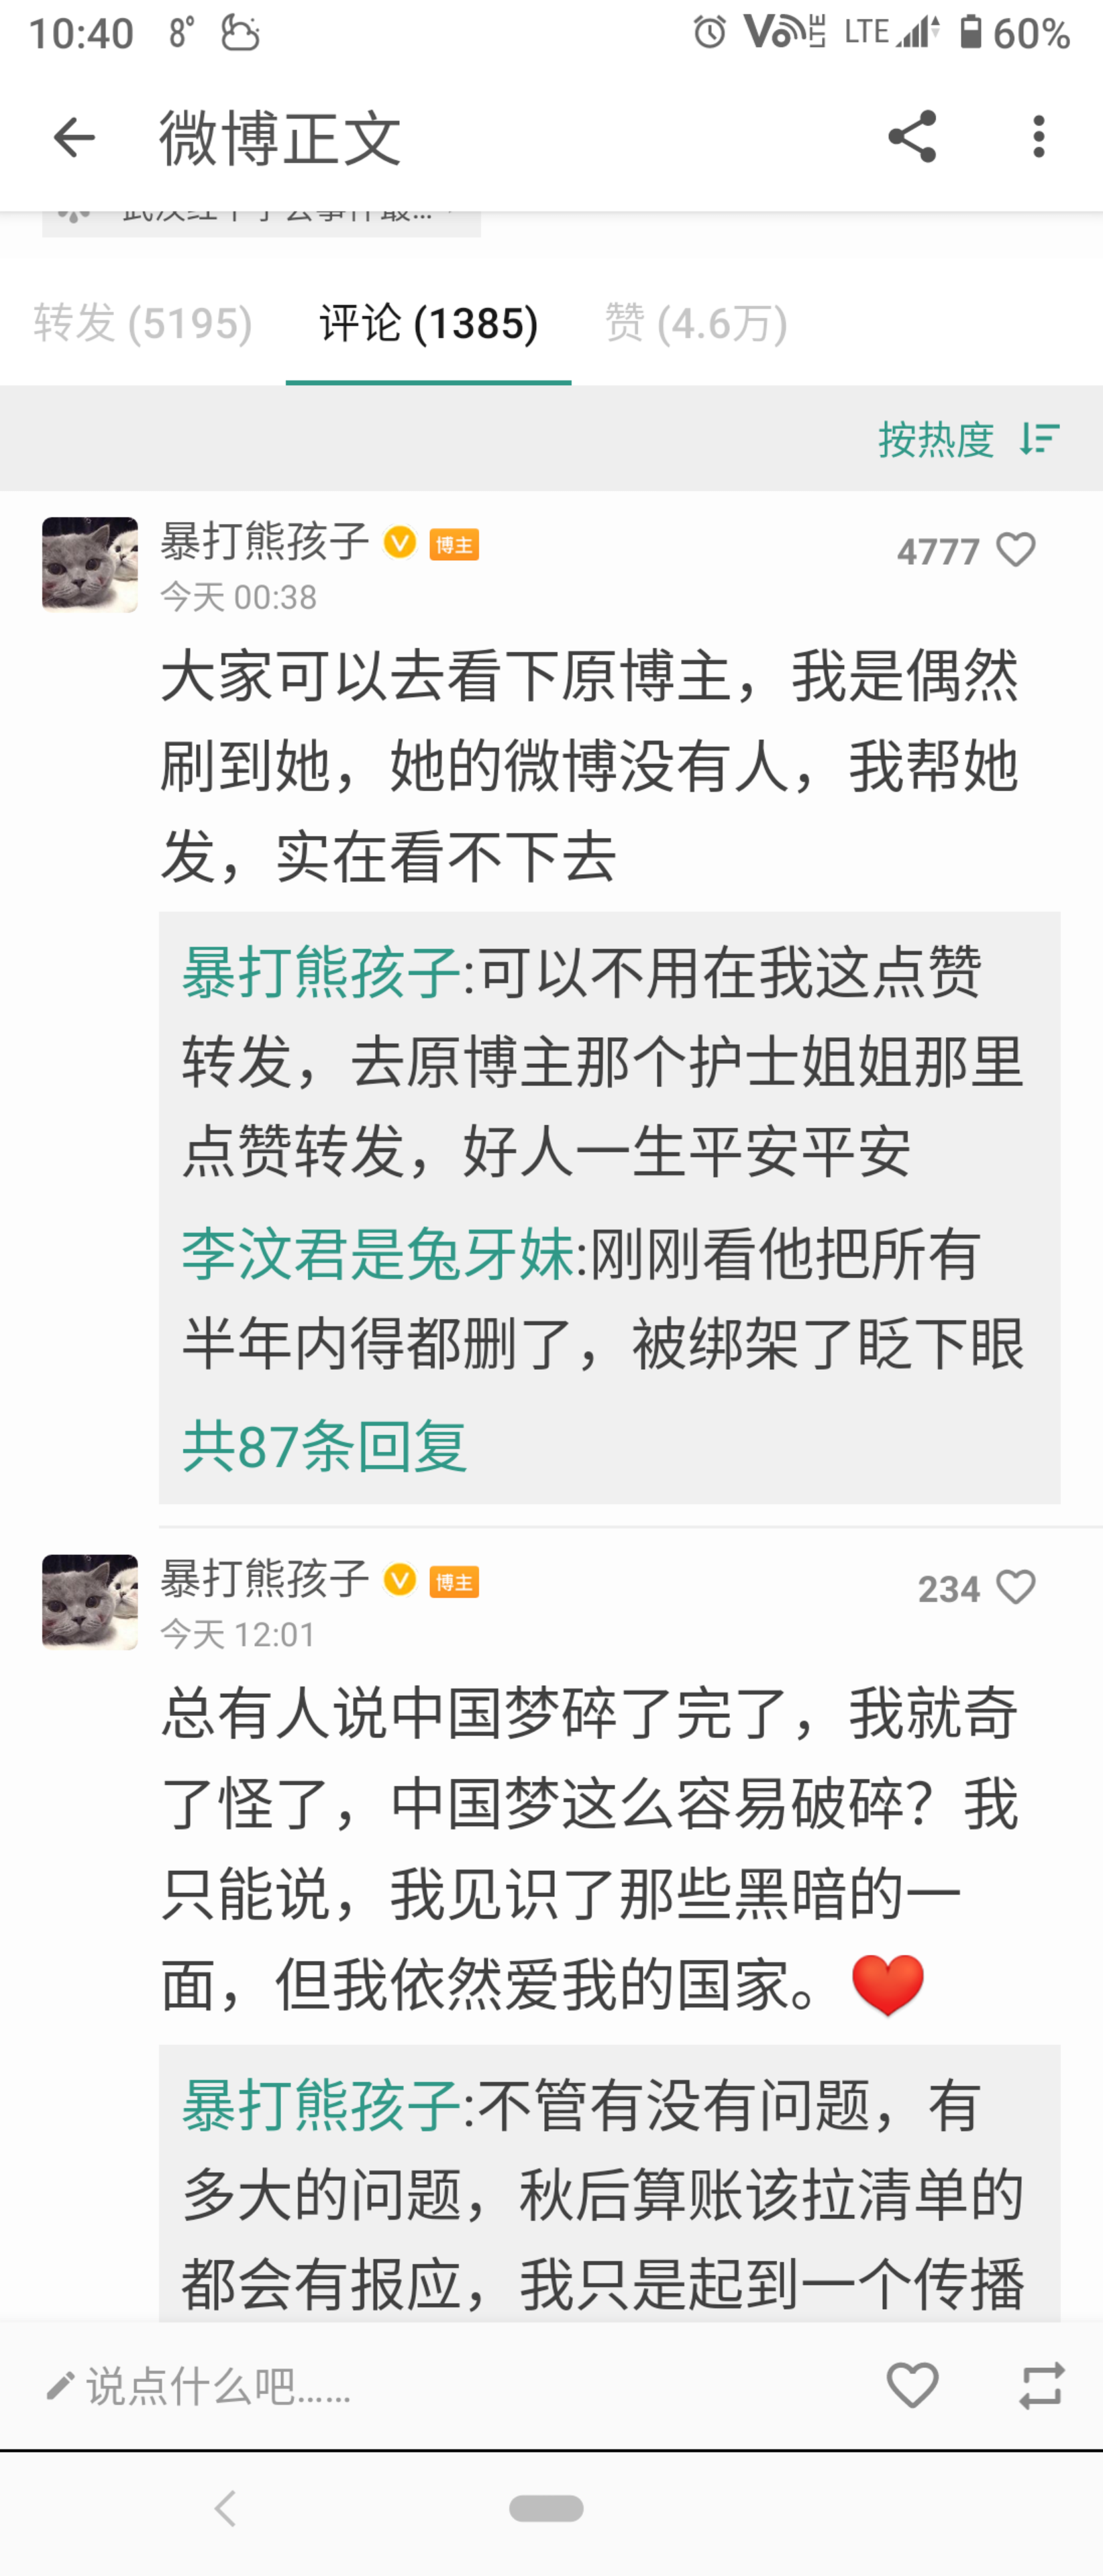 10:40 8° VoLTE LTE 60%
微博正文
武汉红十字会事件最...
转发 (5195) 评论 (1385) 赞 (4.6万)
按热度
暴打熊孩子 V 博主 4777
今天 00:38
大家可以去看下原博主，我是偶然
刷到她，她的微博没有人，我帮她
发，实在看不下去
暴打熊孩子:可以不用在我这点赞
转发，去原博主那个护士姐姐那里
点赞转发，好人一生平安平安
李汶君是兔牙妹:刚刚看他把所有
半年内得都删了，被绑架了眨下眼
共87条回复
暴打熊孩子 V 博主 234
今天 12:01
总有人说中国梦碎了完了，我就奇
了怪了，中国梦这么容易破碎？我
只能说，我见识了那些黑暗的一
面，但我依然爱我的国家。❤️
暴打熊孩子:不管有没有问题，有
多大的问题，秋后算账该拉清单的
都会有报应，我只是起到一个传播
说点什么吧......